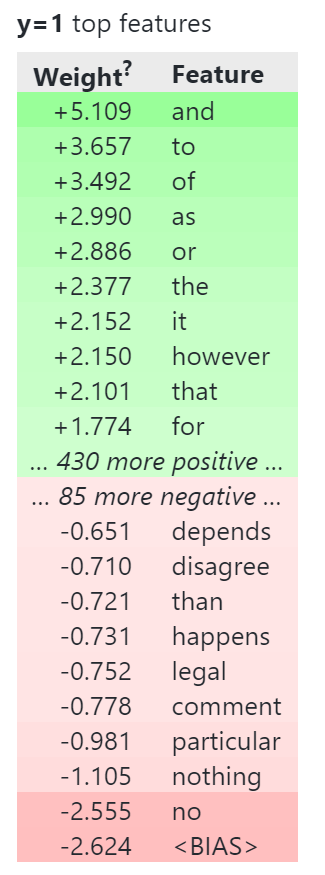 y=1 top features
Weight? Feature
+5.109 and
+3.657 to
+3.492 of
+2.990 as
+2.886 or
+2.377 the
+2.152 it
+2.150 however
+2.101 that
+1.774 for
... 430 more positive ...
... 85 more negative ...
-0.651 depends
-0.710 disagree
-0.721 than
-0.731 happens
-0.752 legal
-0.778 comment
-0.981 particular
-1.105 nothing
-2.555 no
-2.624 <BIAS>